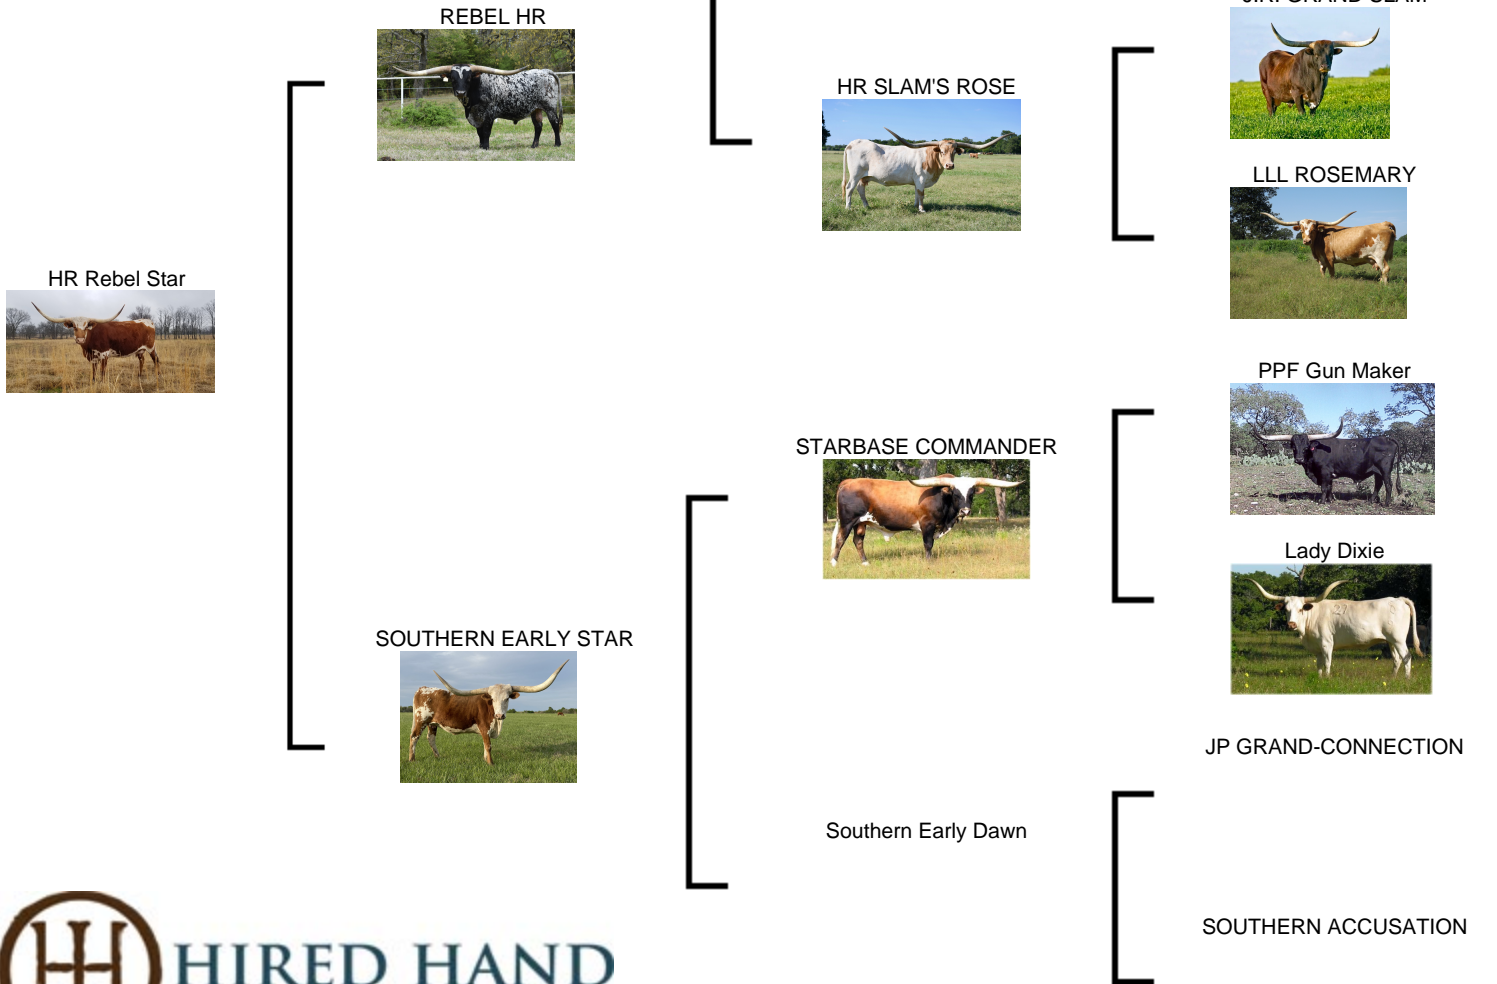 REBEL HR
HR SLAM'S ROSE
LLL ROSEMARY
HR Rebel Star
PPF Gun Maker
STARBASE COMMANDER
Lady Dixie
SOUTHERN EARLY STAR
JP GRAND-CONNECTION
Southern Early Dawn
SOUTHERN ACCUSATION
HIRED HAND